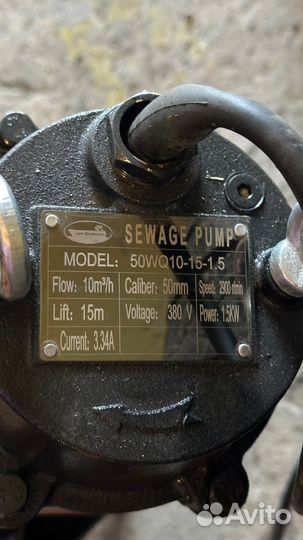 SEWAGE PUMP
MODEL: 50WQ10-15-1.5
Flow: 10m³/h Caliber: 50mm Speed: 2900 r/min
Lift: 15m Voltage: 380 V Power: 1.5KW
Current: 3.34A
Avito